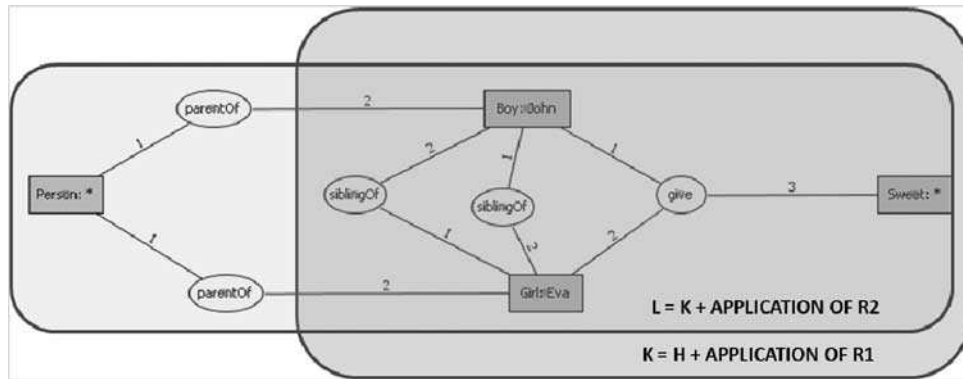 parentOf
2
Boy: John
1
2
1
1
Person: *
siblingOf
siblingOf
give
3
Sweet: *
1
1
2
2
parentOf
2
Girl: Eva
L = K + APPLICATION OF R2
K = H + APPLICATION OF R1